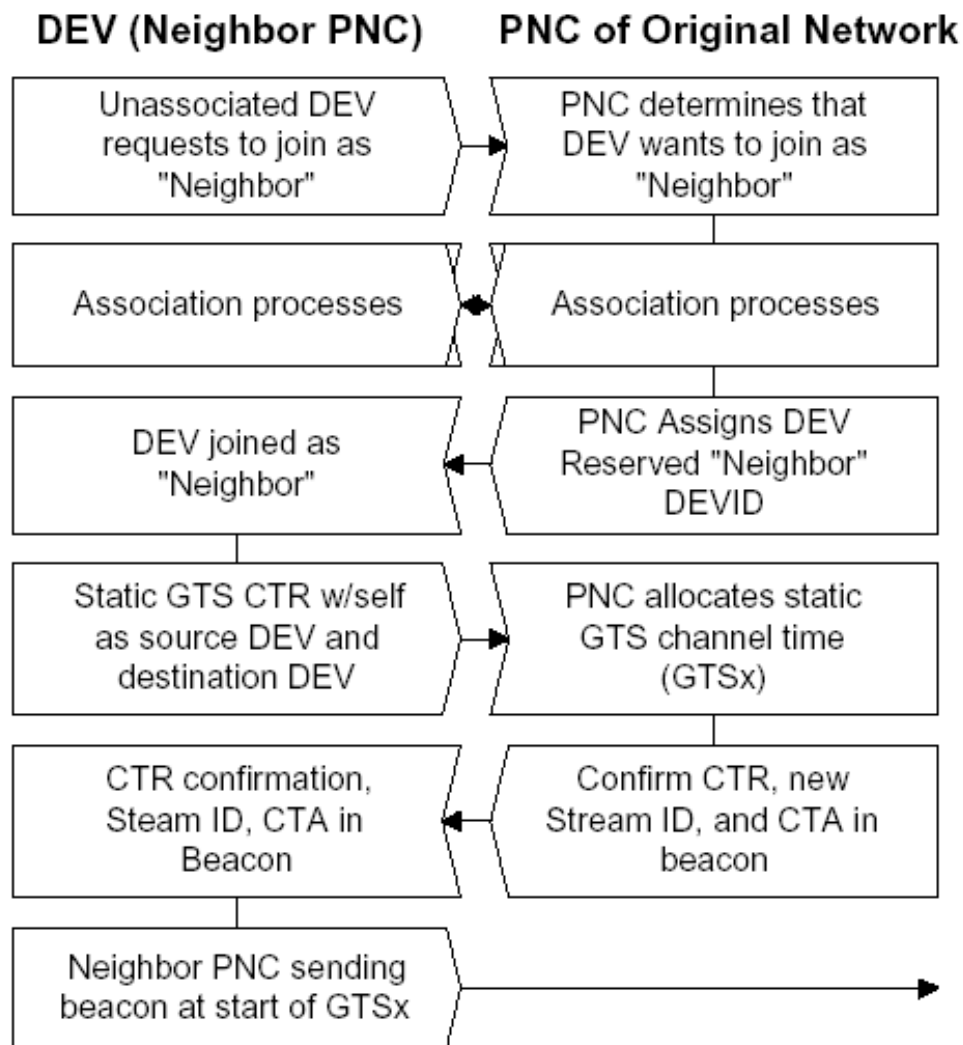 DEV (Neighbor PNC)
PNC of Original Network
Unassociated DEV
requests to join as
"Neighbor"
PNC determines that
DEV wants to join as
"Neighbor"
Association processes
Association processes
DEV joined as
"Neighbor"
PNC Assigns DEV
Reserved "Neighbor"
DEVID
Static GTS CTR w/self
as source DEV and
destination DEV
PNC allocates static
GTS channel time
(GTSx)
CTR confirmation,
Steam ID, CTA in
Beacon
Confirm CTR, new
Stream ID, and CTA in
beacon
Neighbor PNC sending
beacon at start of GTSx